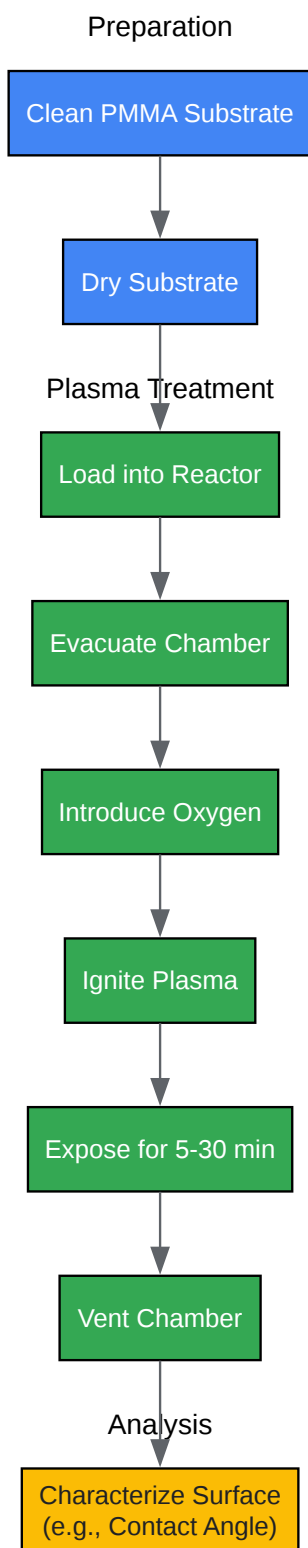 Preparation
Clean PMMA Substrate
Dry Substrate
Plasma Treatment
Load into Reactor
Evacuate Chamber
Introduce Oxygen
Ignite Plasma
Expose for 5-30 min
Vent Chamber
Analysis
Characterize Surface
(e.g., Contact Angle)